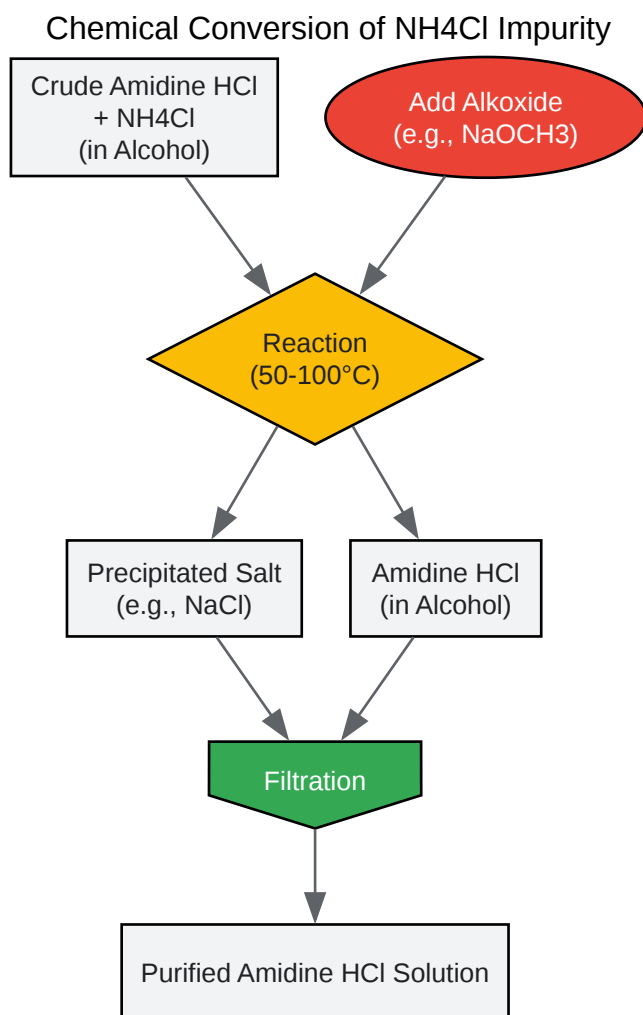 Chemical Conversion of NH4Cl Impurity
Crude Amidine HCl
+ NH4Cl
(in Alcohol)
Add Alkoxide
(e.g., NaOCH3)
Reaction
(50-100°C)
Precipitated Salt
(e.g., NaCl)
Amidine HCl
(in Alcohol)
Filtration
Purified Amidine HCl Solution